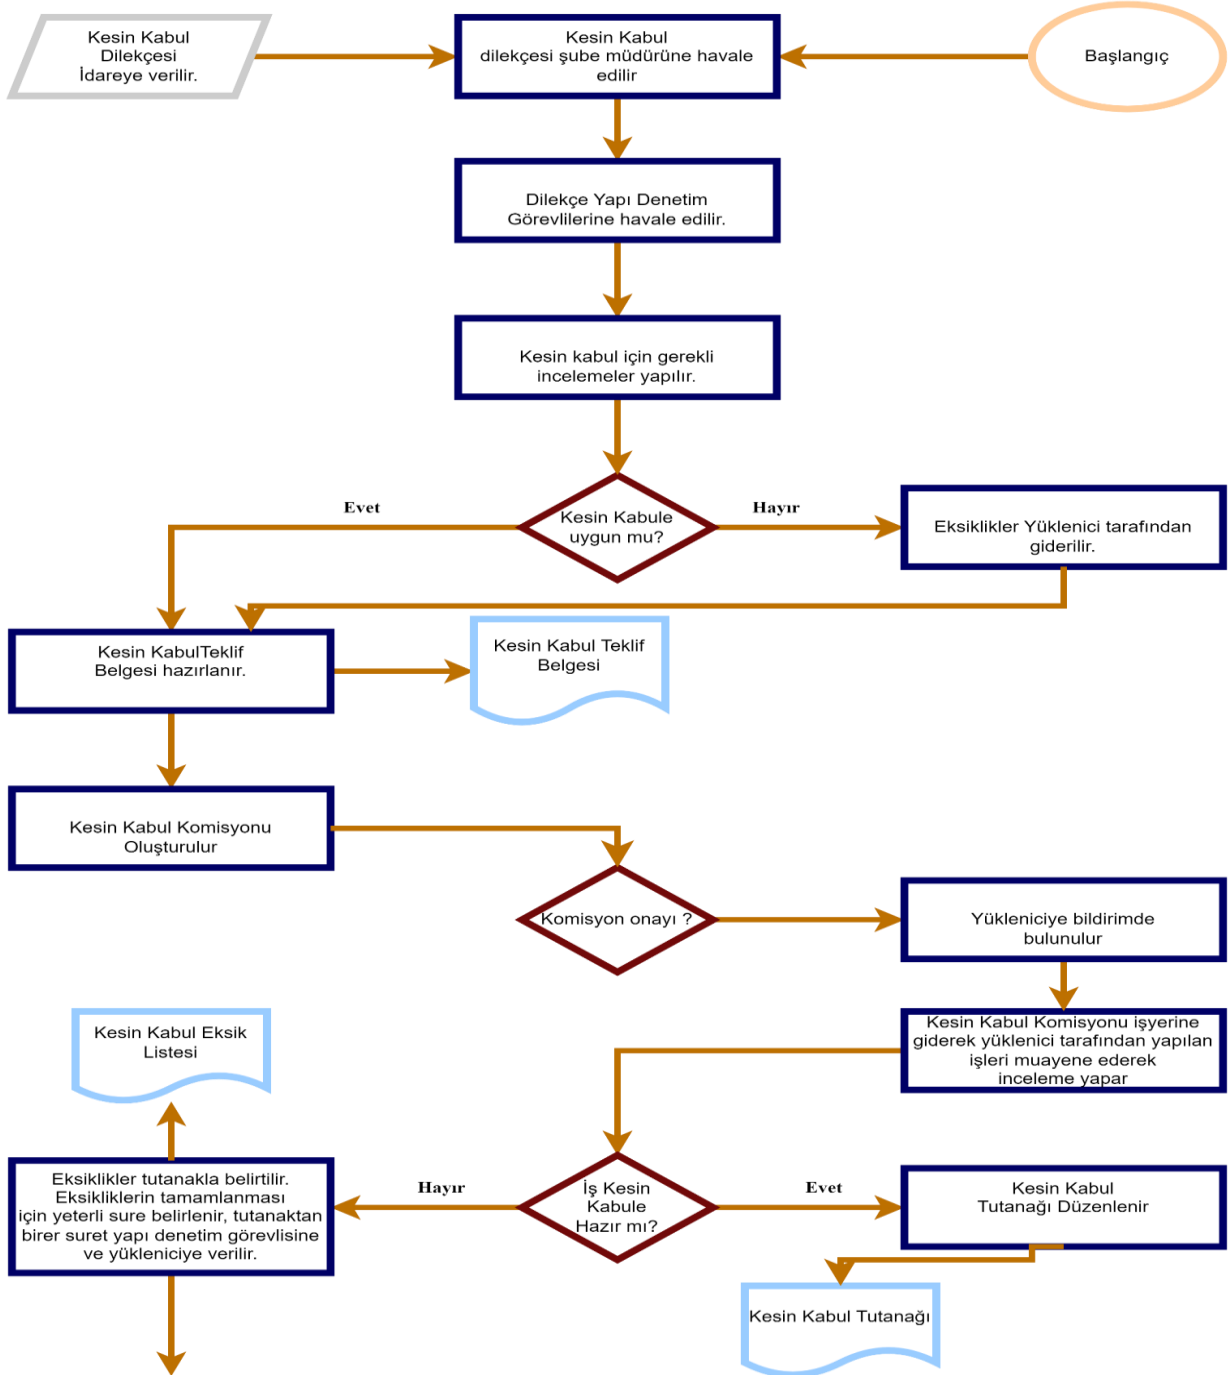 Kesin Kabul
Dilekçesi
İdareye verilir.
Kesin Kabul
dilekçesi şube müdürüne havale
edilir
Başlangıç
Dilekçe Yapı Denetim
Görevlilerine havale edilir.
Kesin kabul için gerekli
incelemeler yapılır.
Evet
Kesin Kabule
uygun mu?
Hayır
Eksiklikler Yüklenici tarafından
giderilir.
Kesin KabulTeklif
Belgesi hazırlanır.
Kesin Kabul Teklif
Belgesi
Kesin Kabul Komisyonu
Oluşturulur
Komisyon onayı ?
Yükleniciye bildirimde
bulunulur
Kesin Kabul Komisyonu işyerine
giderek yüklenici tarafından yapılan
işleri muayene ederek
inceleme yapar
Kesin Kabul Eksik
Listesi
Eksiklikler tutanakla belirtilir.
Eksikliklerin tamamlanması
için yeterli sure belirlenir, tutanaktan
birer suret yapı denetim görevlisine
ve yükleniciye verilir.
Hayır
İş Kesin
Kabule
Hazır mı?
Evet
Kesin Kabul
Tutanağı Düzenlenir
Kesin Kabul Tutanağı